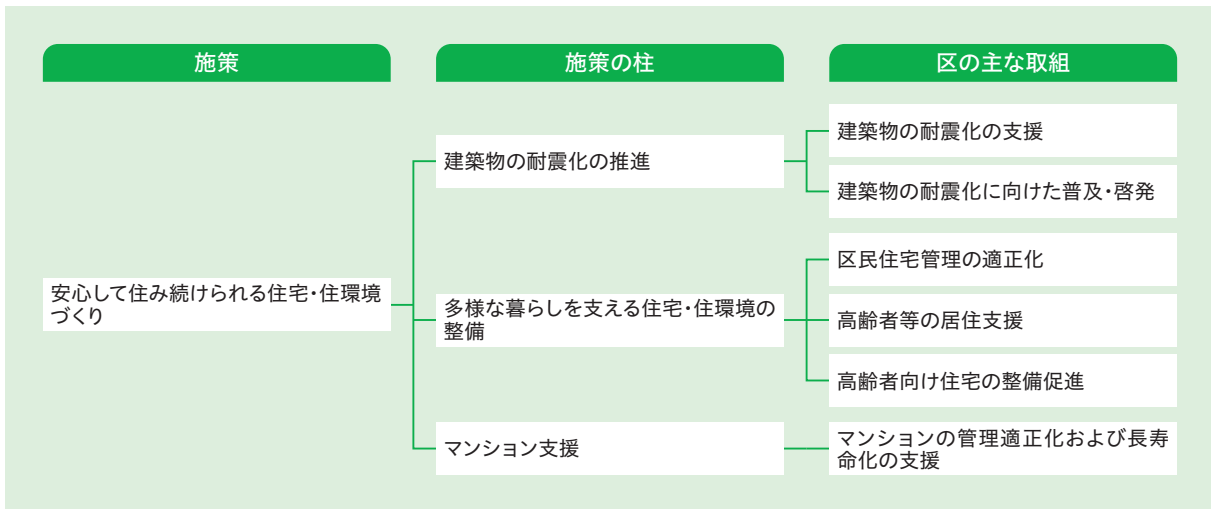 施策
施策の柱
区の主な取組
安心して住み続けられる住宅・住環境
づくり
建築物の耐震化の推進
建築物の耐震化の支援
建築物の耐震化に向けた普及・啓発
多様な暮らしを支える住宅・住環境の
整備
区民住宅管理の適正化
高齢者等の居住支援
高齢者向け住宅の整備促進
マンション支援
マンションの管理適正化および長寿
命化の支援